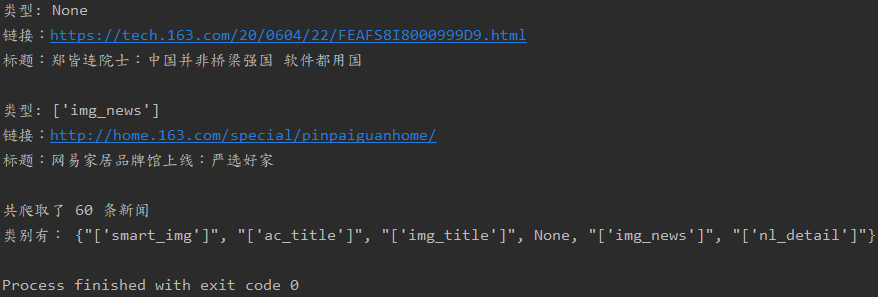 类型: None
链接：https://tech.163.com/20/0604/22/FEAFS8I8000999D9.html
标题：郑皆连院士：中国并非桥梁强国 软件都用国
类型: ['img_news']
链接：http://home.163.com/special/pinpaiguanhome/
标题：网易家居品牌馆上线：严选好家
共爬取了 60 条新闻
类别有： {"['smart_img']", "['ac_title']", "['img_title']", None, "['img_news']", "['nl_detail']"}
Process finished with exit code 0